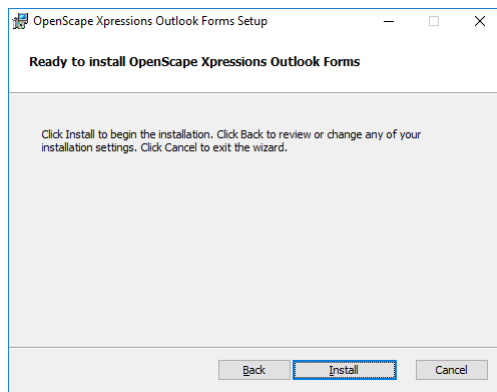 OpenScape Xpressions Outlook Forms Setup
Ready to install OpenScape Xpressions Outlook Forms
Click Install to begin the installation. Click Back to review or change any of your
installation settings. Click Cancel to exit the wizard.
Back Install Cancel